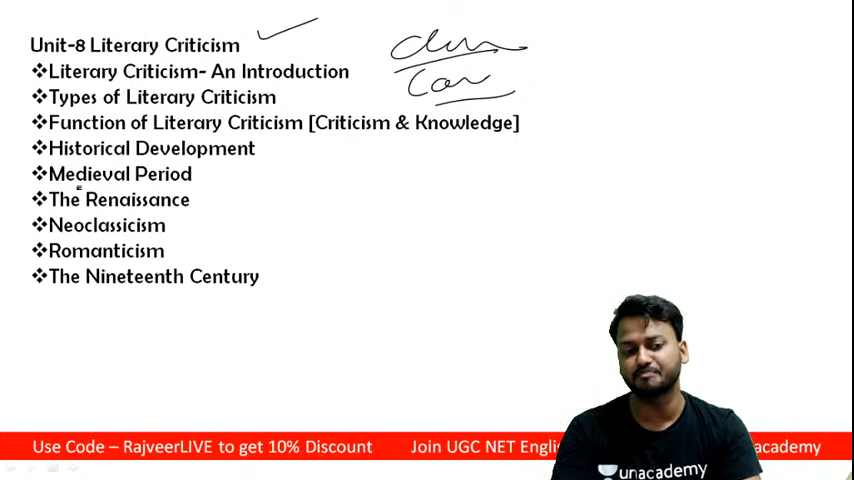 Unit-8 Literary Criticism
❖Literary Criticism- An Introduction
❖Types of Literary Criticism
❖Function of Literary Criticism [Criticism & Knowledge]
❖Historical Development
❖Medieval Period
❖The Renaissance
❖Neoclassicism
❖Romanticism
❖The Nineteenth Century
unacademy
Use Code – RajveerLIVE to get 10% Discount Join UGC NET academy